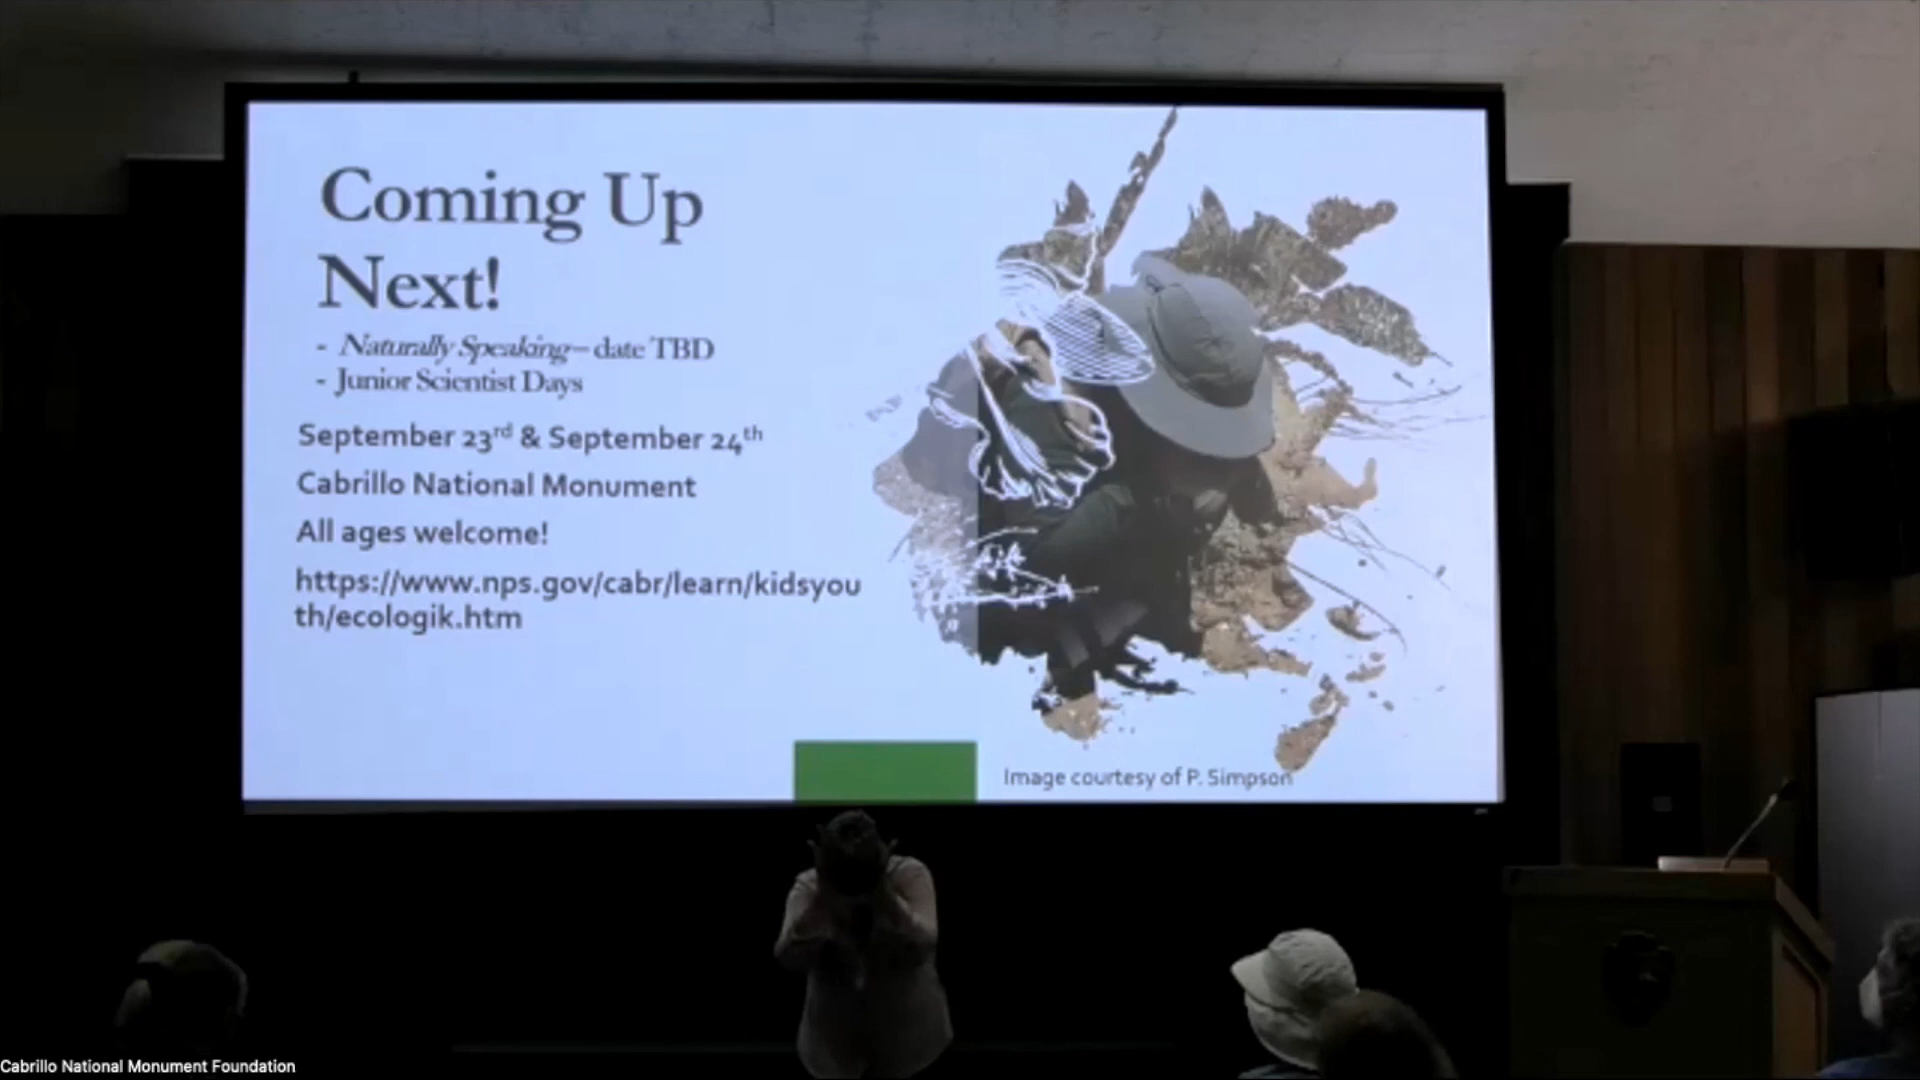 Coming Up
Next!
- Naturally Speaking – date TBD
- Junior Scientist Days
September 23rd & September 24th
Cabrillo National Monument
All ages welcome!
https://www.nps.gov/cabr/learn/kidsyou
th/ecologik.htm
Image courtesy of P. Simpson
Cabrillo National Monument Foundation